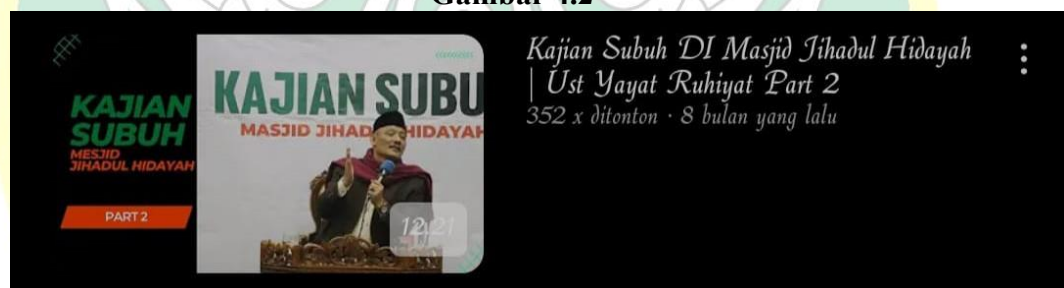 Gambar 4.2
KAJIAN
SUBUH
MESJID
JIHADUL HIDAYAH
PART 2
KAJIAN SUBU
MASJID JIHAD HIDAYAH
12.21
Kajian Subuh DI Masjid Jihadul Hidayah
| Ust Yayat Ruhiyat Part 2
352 x ditonton · 8 bulan yang lalu